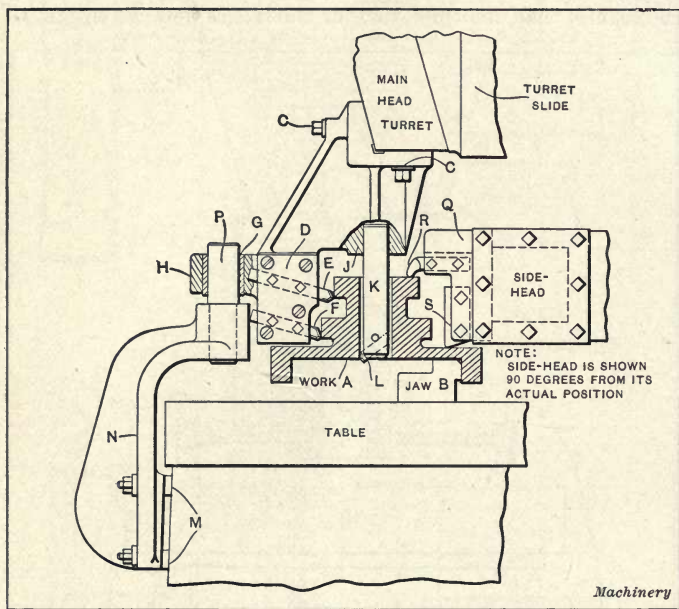 MAIN
HEAD
TURRET
TURRET
SLIDE
C
C
P
G
D
R
Q
H
E
J
K
SIDE-
HEAD
F
S
NOTE:
SIDE-HEAD IS SHOWN
90 DEGREES FROM ITS
ACTUAL POSITION
WORK A
L
JAW B
TABLE
N
M
Machinery